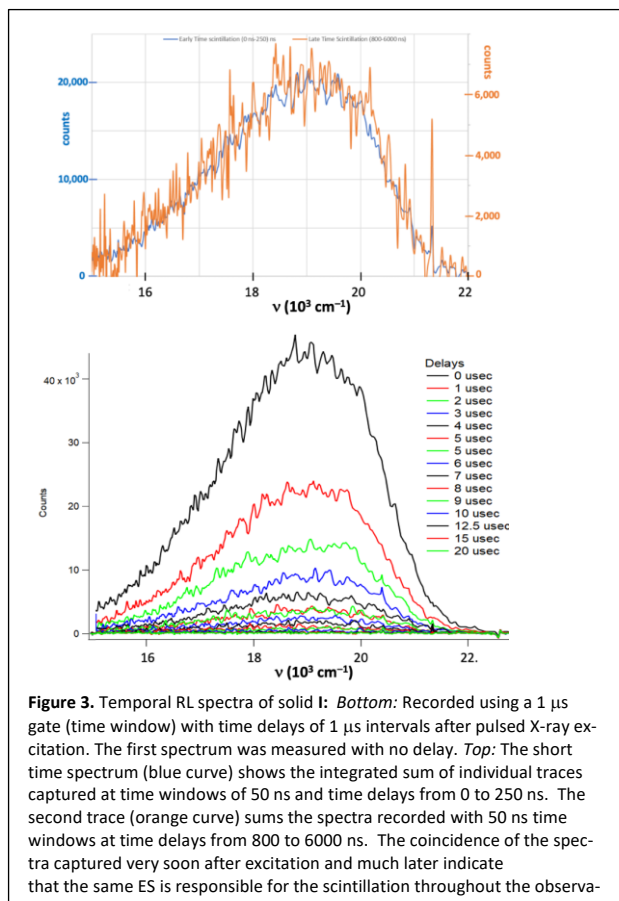 Early Time scintillation (0 ns-250) ns Late Time Scintillation (800-6000 ns)
counts
20,000
10,000
0
counts
6,000
4,000
2,000
0
16 18 20 22
ν (10³ cm⁻¹)
Counts
40 x 10³
30
20
10
0
Delays
0 usec
1 usec
2 usec
3 usec
4 usec
5 usec
5 usec
6 usec
7 usec
8 usec
9 usec
10 usec
12.5 usec
15 usec
20 usec
16 18 20 22.
ν (10³ cm⁻¹)
Figure 3. Temporal RL spectra of solid I: Bottom: Recorded using a 1 μs
gate (time window) with time delays of 1 μs intervals after pulsed X-ray ex-
citation. The first spectrum was measured with no delay. Top: The short
time spectrum (blue curve) shows the integrated sum of individual traces
captured at time windows of 50 ns and time delays from 0 to 250 ns. The
second trace (orange curve) sums the spectra recorded with 50 ns time
windows at time delays from 800 to 6000 ns. The coincidence of the spec-
tra captured very soon after excitation and much later indicate
that the same ES is responsible for the scintillation throughout the observa-